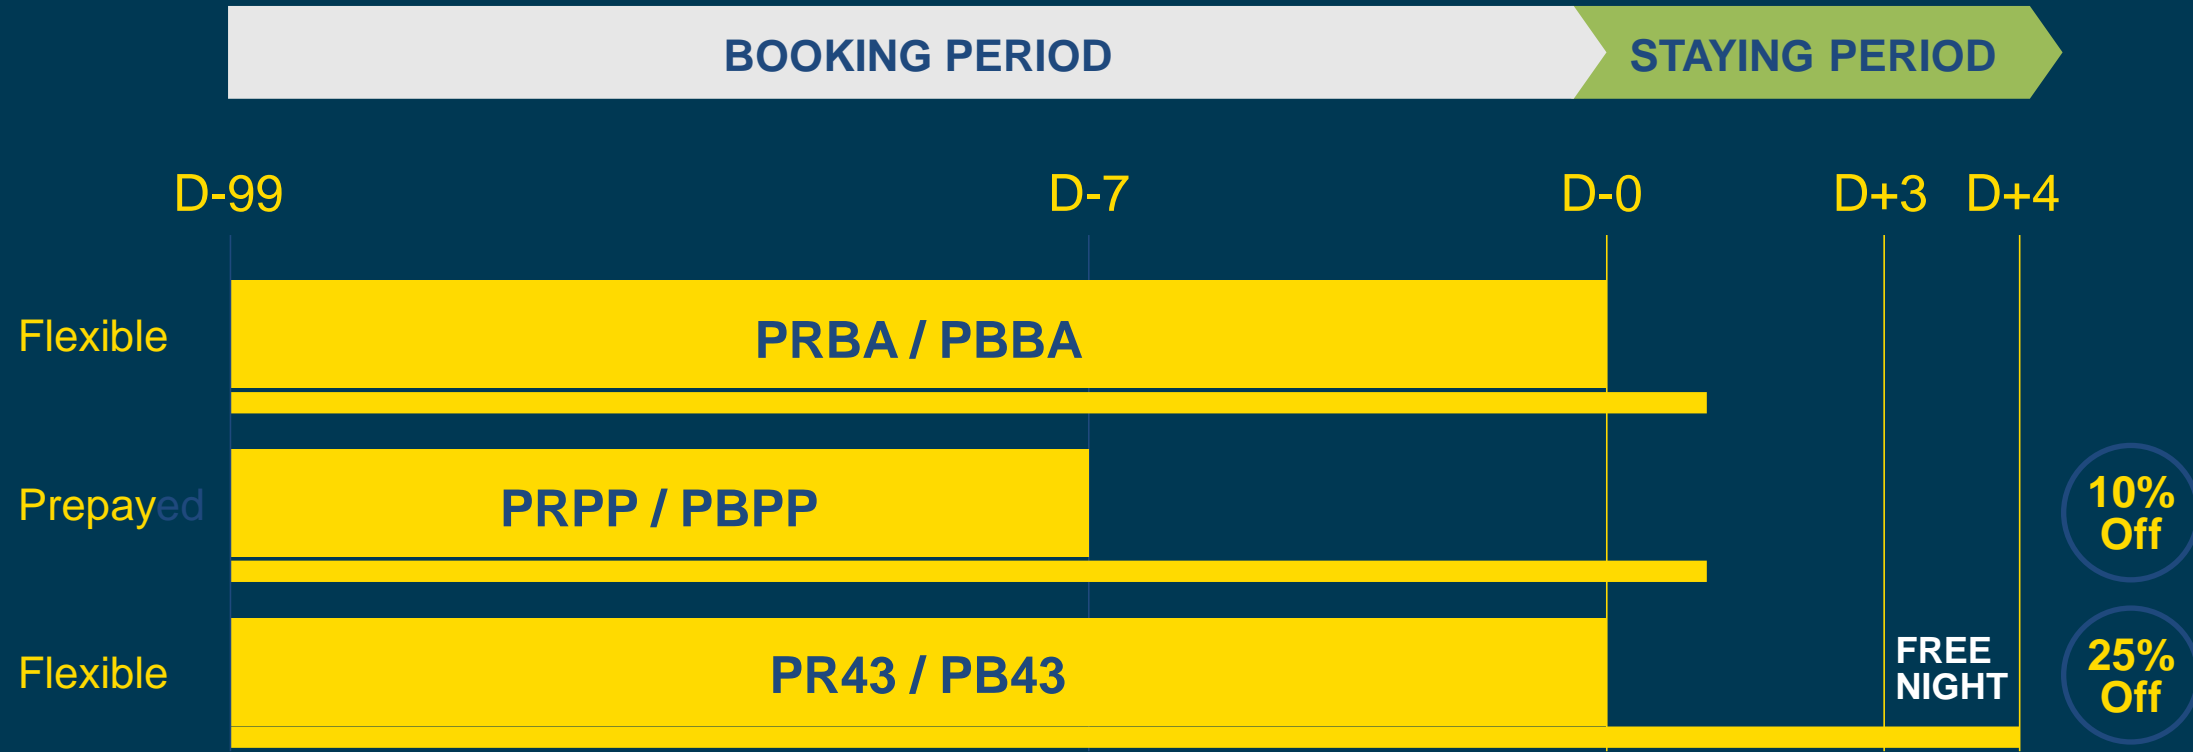 BOOKING PERIOD
STAYING PERIOD
D-99
D-7
D-0
D+3
D+4
Flexible
PRBA / PBBA
Prepayed
PRPP / PBPP
10%
Off
Flexible
PR43 / PB43
FREE
NIGHT
25%
Off